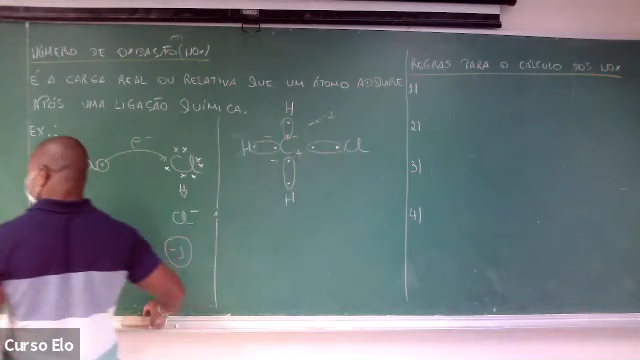 NÚMERO DE OXIDAÇÃO (NOX)
É A CARGA REAL OU RELATIVA QUE UM ÁTOMO ADQUIRE
APÓS UMA LIGAÇÃO QUÍMICA.
EX.:
e⁻
Cl
Cl⁻
-1
H
H C Cl
H
REGRAS PARA O CÁLCULO DOS NOX
1)
2)
3)
4)
Curso Elo